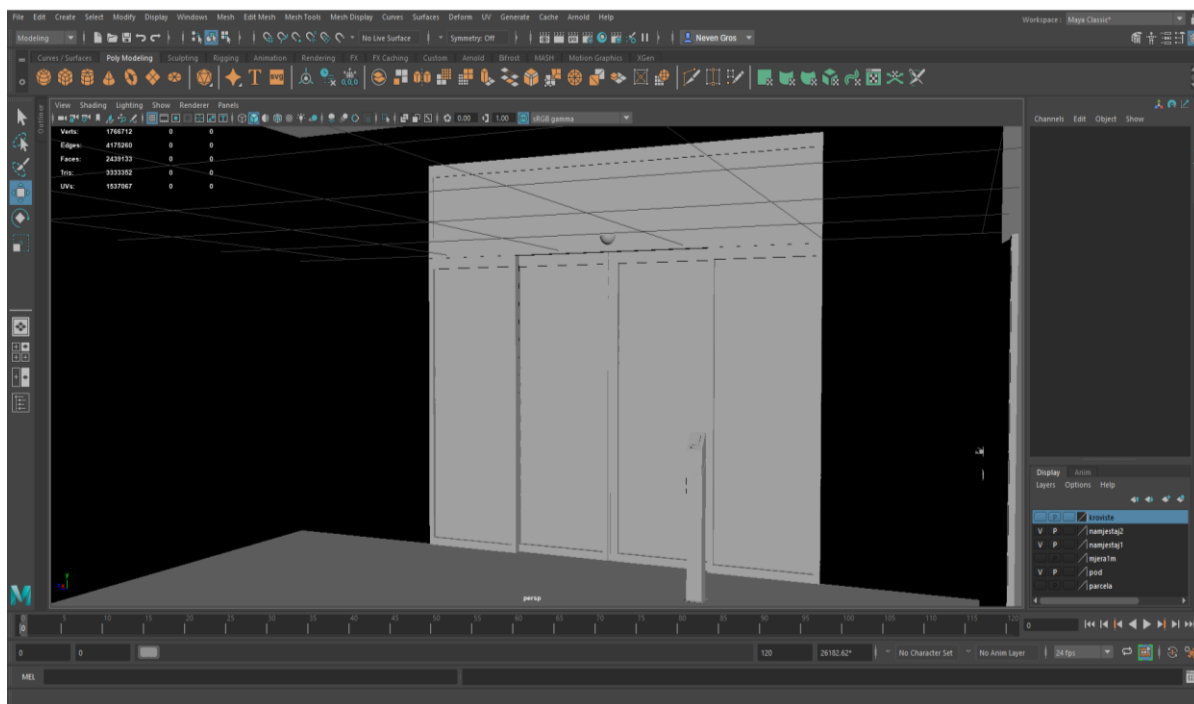 File Edit Create Select Modify Display Windows Mesh Edit Mesh Mesh Tools Mesh Display Curves Surfaces Deform UV Generate Cache Arnold Help Workspace: Maya Classic*
Modeling No Live Surface Symmetry: Off Neven Gros
Curves / Surfaces Poly Modeling Sculpting Rigging Animation Rendering FX FX Caching Custom Arnold Bifrost MASH Motion Graphics XGen
View Shading Lighting Show Renderer Panels
0.00 1.00 sRGB gamma
Channels Edit Object Show
Verts: 1766712 0 0
Edges: 4175260 0 0
Faces: 2439133 0 0
Tris: 3333352 0 0
UVs: 1537067 0 0
persp
Display Anim
Layers Options Help
P kroviste
V P namjestaj2
V P namjestaj1
mjera1m
V P pod
parcela
0 5 10 15 20 25 30 35 40 45 50 55 60 65 70 75 80 85 90 95 100 105 110 115 120 0
0 0 120 26182.62* No Character Set No Anim Layer 24 fps
MEL